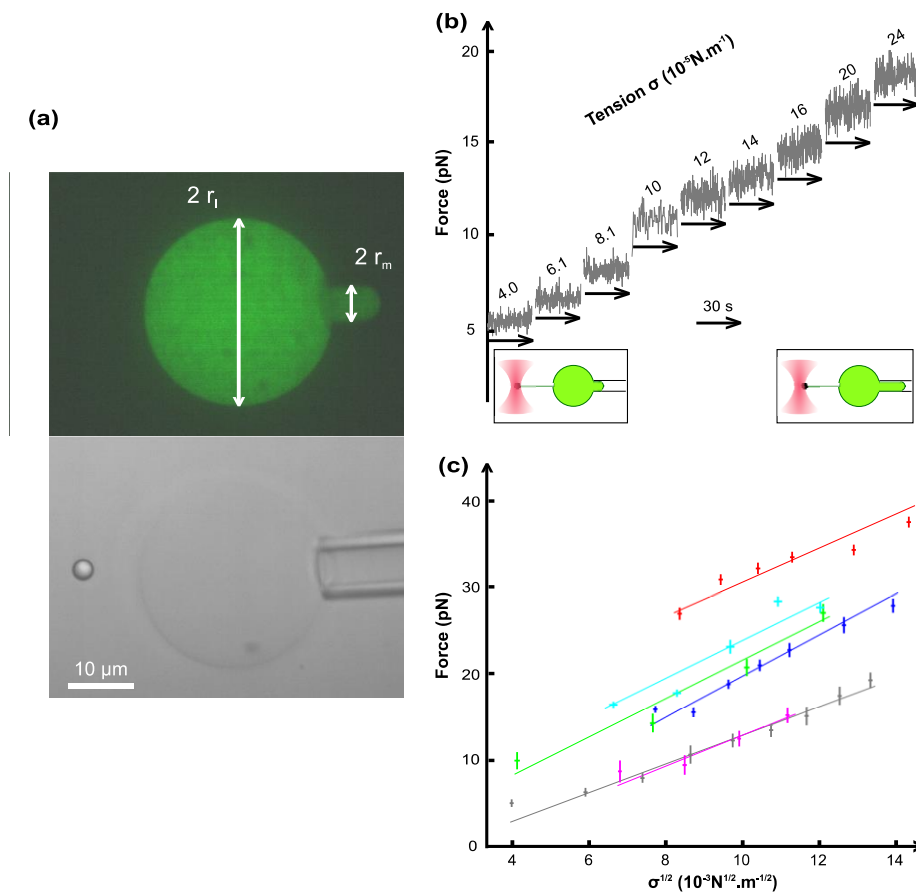 (a)
2 r_l
2 r_m
10 µm
(b)
Force (pN)
20
15
10
5
Tension σ (10⁻⁵N.m⁻¹)
4.0
6.1
8.1
10
12
14
16
20
24
30 s
(c)
Force (pN)
40
30
20
10
0
4
6
8
10
12
14
σ^1/2 (10⁻³N^1/2.m^-1/2)